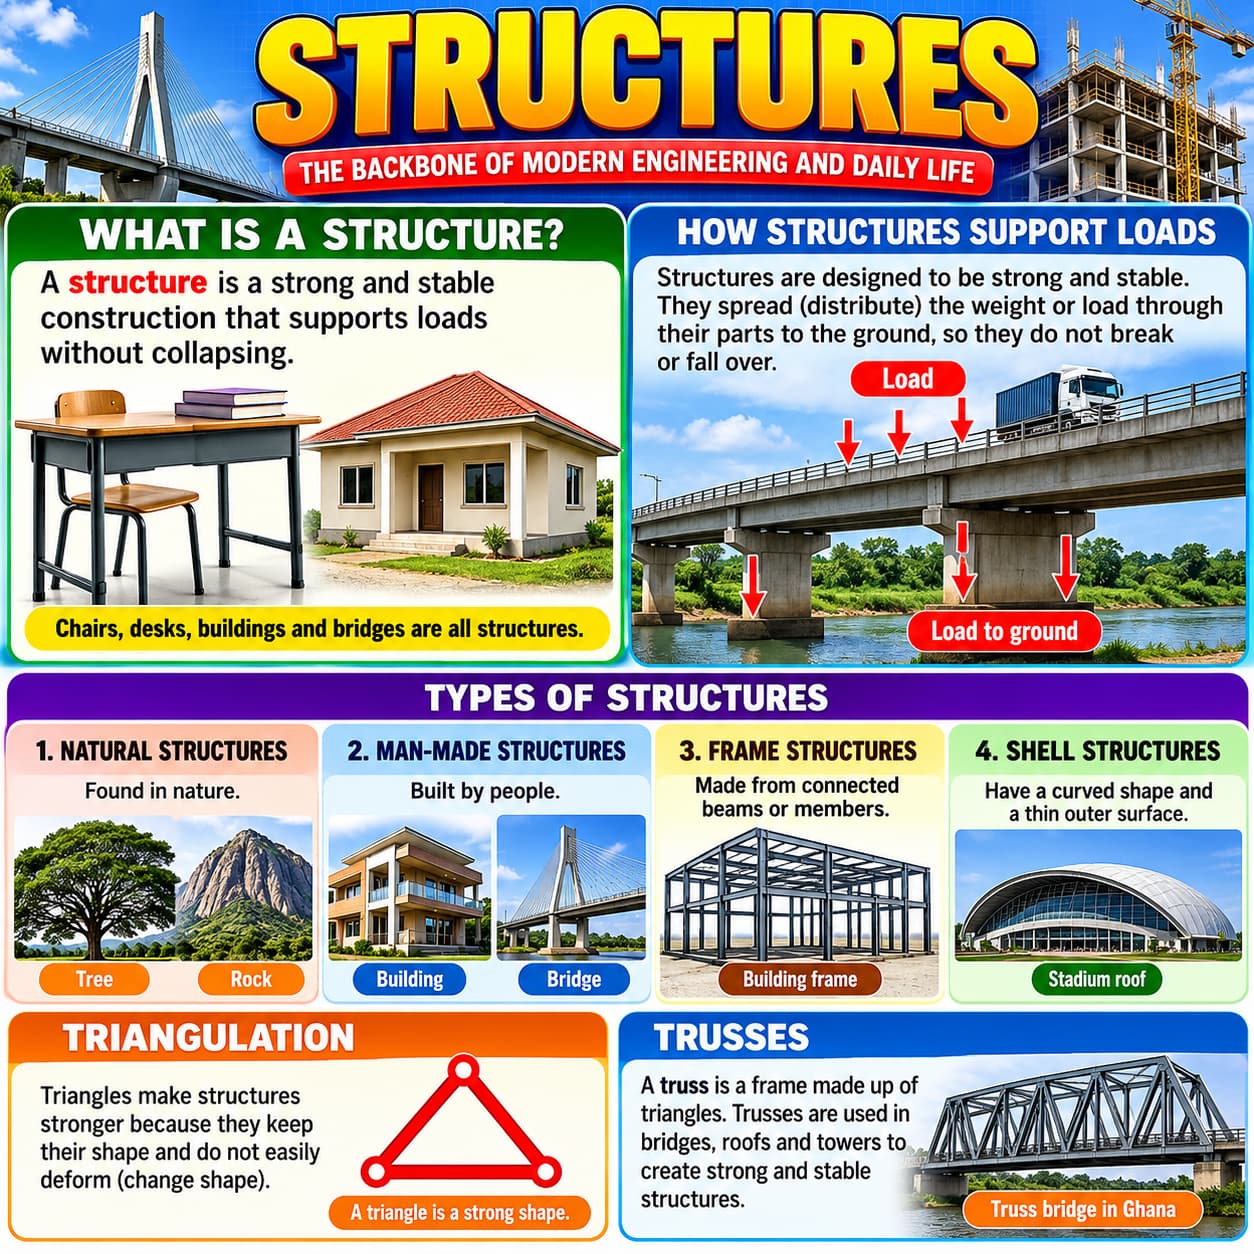 STRUCTURES
THE BACKBONE OF MODERN ENGINEERING AND DAILY LIFE
WHAT IS A STRUCTURE?
A structure is a strong and stable
construction that supports loads
without collapsing.
Chairs, desks, buildings and bridges are all structures.
HOW STRUCTURES SUPPORT LOADS
Structures are designed to be strong and stable.
They spread (distribute) the weight or load through
their parts to the ground, so they do not break
or fall over.
Load
Load to ground
TYPES OF STRUCTURES
1. NATURAL STRUCTURES
Found in nature.
Tree
Rock
2. MAN-MADE STRUCTURES
Built by people.
Building
Bridge
3. FRAME STRUCTURES
Made from connected
beams or members.
Building frame
4. SHELL STRUCTURES
Have a curved shape and
a thin outer surface.
Stadium roof
TRIANGULATION
Triangles make structures
stronger because they keep
their shape and do not easily
deform (change shape).
A triangle is a strong shape.
TRUSSES
A truss is a frame made up of
triangles. Trusses are used in
bridges, roofs and towers to
create strong and stable
structures.
Truss bridge in Ghana